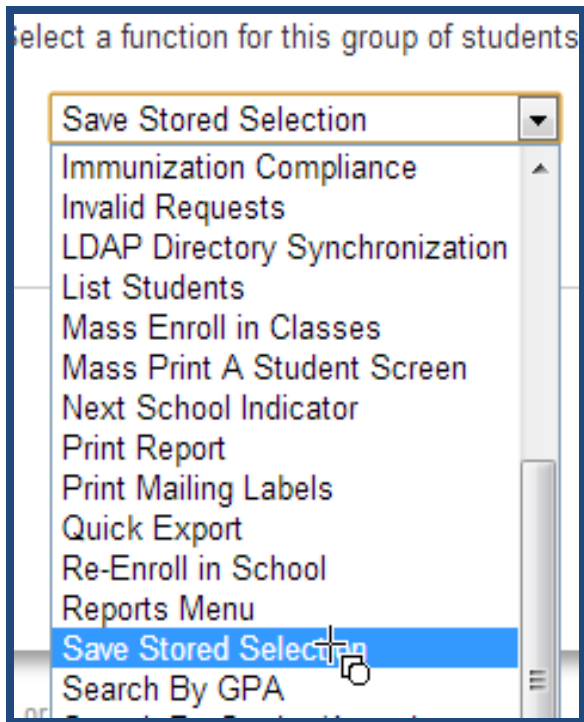 Select a function for this group of students
Save Stored Selection
Immunization Compliance
Invalid Requests
LDAP Directory Synchronization
List Students
Mass Enroll in Classes
Mass Print A Student Screen
Next School Indicator
Print Report
Print Mailing Labels
Quick Export
Re-Enroll in School
Reports Menu
Save Stored Selection
Search By GPA
or